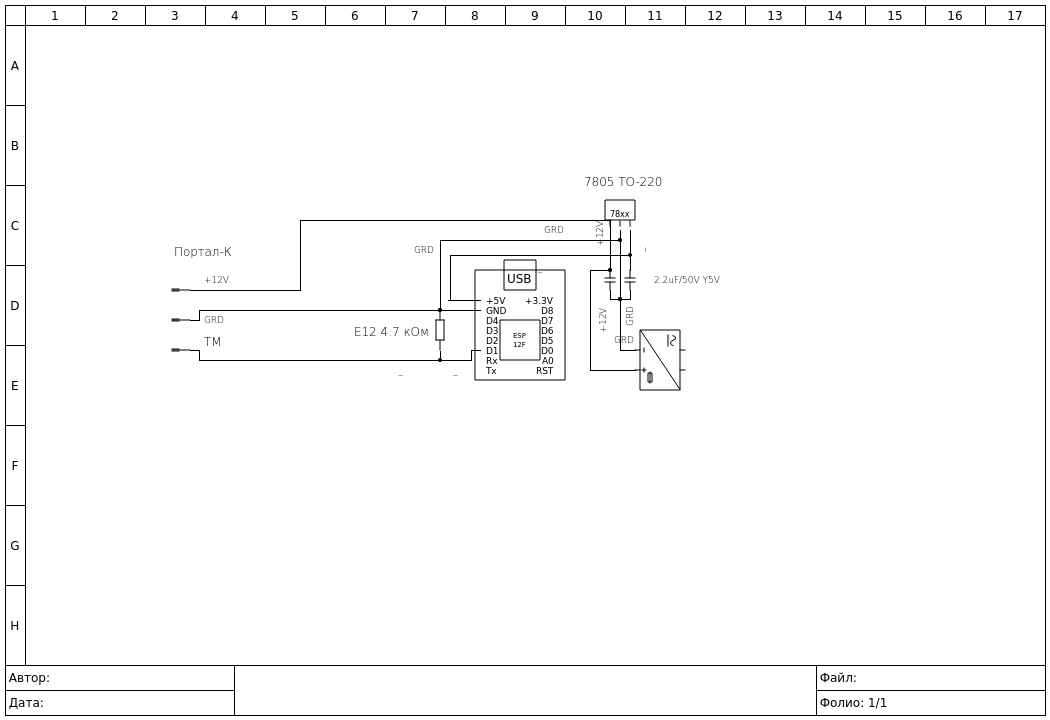 1 2 3 4 5 6 7 8 9 10 11 12 13 14 15 16 17
A
B
C
D
E
F
G
H
7805 TO-220
78xx
+12V
GRD
GRD
Портал-К
+12V
GRD
TM
E12 4.7 кОм
USB
+5V +3.3V
GND D8
D4 D7
D3 D6
D2 D5
D1 D0
Rx A0
Tx RST
ESP
12F
2.2uF/50V Y5V
+12V
GRD
GRD
Автор:
Дата:
Файл:
Фолио: 1/1